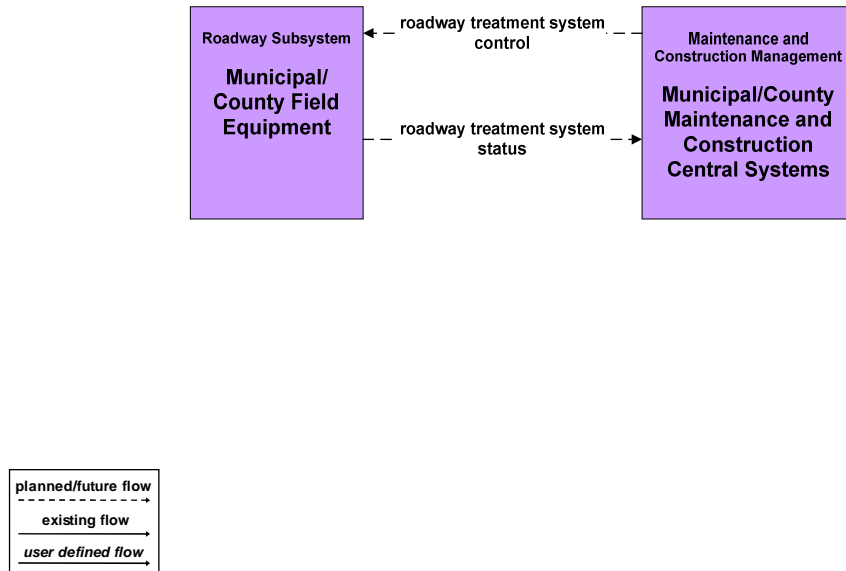 Roadway Subsystem
Municipal/
County Field
Equipment
roadway treatment system
control
roadway treatment system
status
Maintenance and
Construction Management
Municipal/County
Maintenance and
Construction
Central Systems
planned/future flow
existing flow
user defined flow